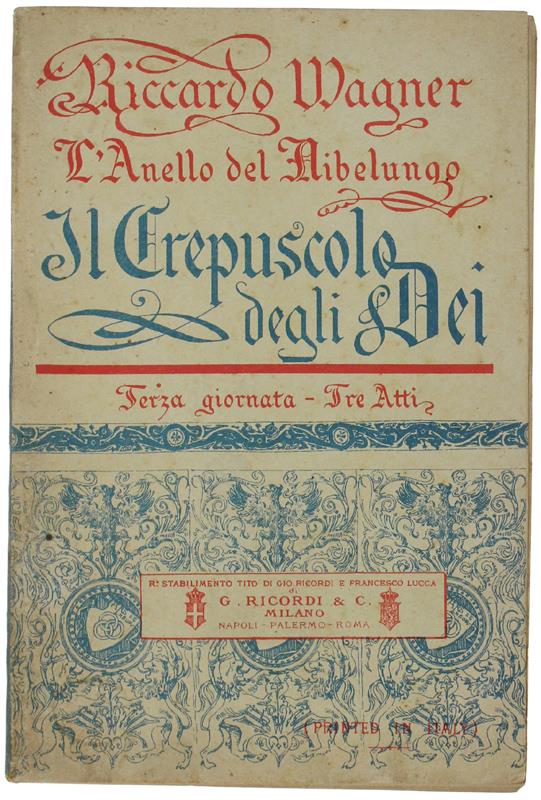 Riccardo Wagner
L'Anello del Nibelungo
Il Crepuscolo
degli Dei
Terza giornata - Tre Atti
R.º STABILIMENTO TITO DI GIO. RICORDI E FRANCESCO LUCCA
di
G. RICORDI & C.
MILANO
NAPOLI - PALERMO - ROMA
(PRINTED IN ITALY)